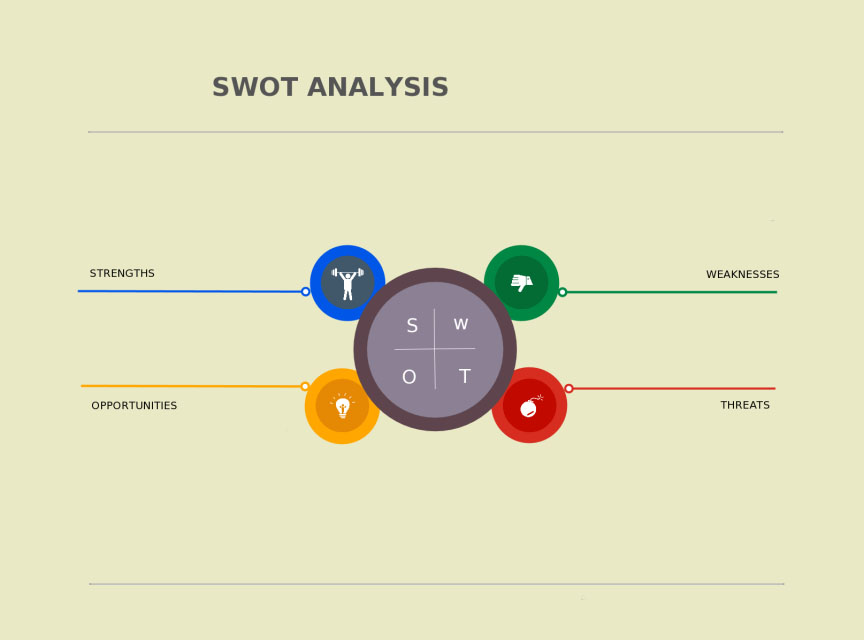 SWOT ANALYSIS
STRENGTHS
WEAKNESSES
S w
O T
OPPORTUNITIES
THREATS